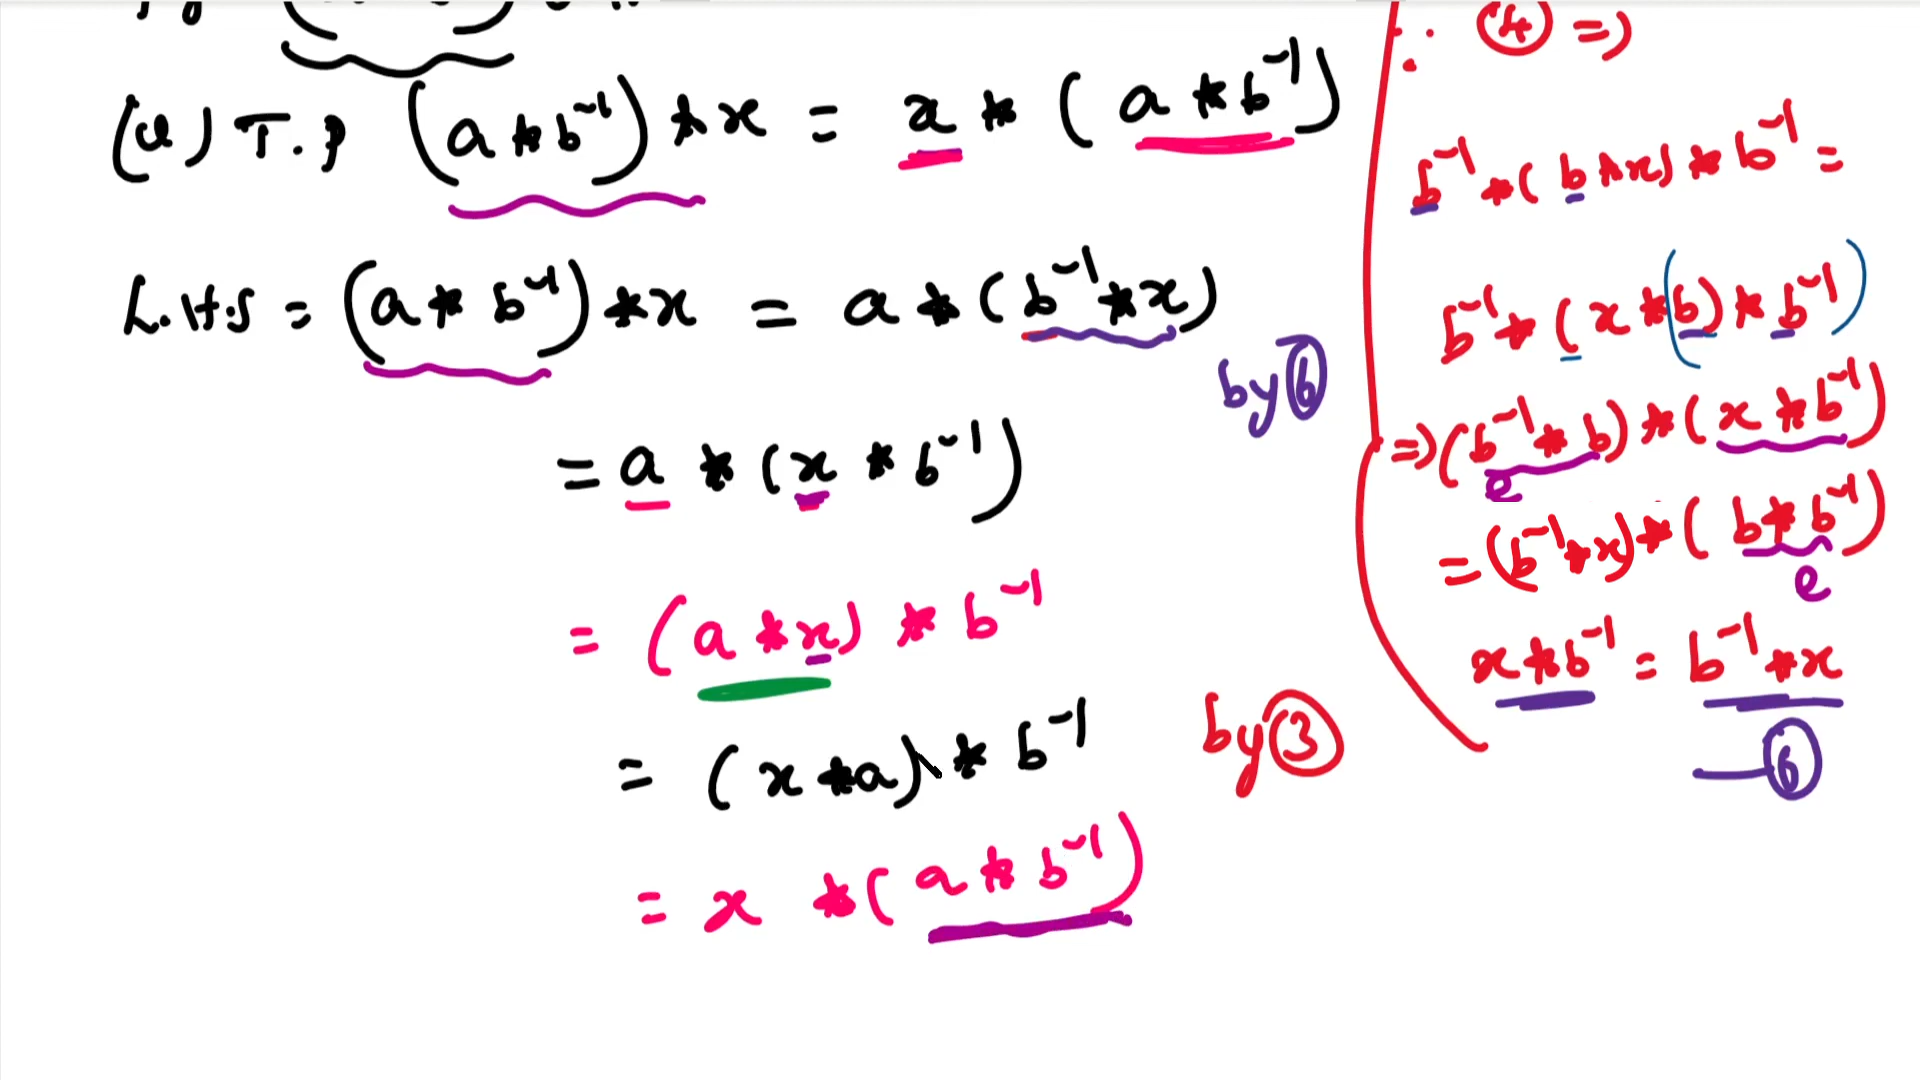 (ii) T.P (a * b⁻¹) * x = x * (a * b⁻¹)
L.H.S = (a * b⁻¹) * x = a * (b⁻¹ * x)
by ⑥
= a * (x * b⁻¹)
= (a * x) * b⁻¹
= (x * a) * b⁻¹ by ③
= x * (a * b⁻¹)
∴ ④ =>
b⁻¹ * (b * x) * b⁻¹ =
b⁻¹ * (x * (b) * b⁻¹)
=> (b⁻¹ * b) * (x * b⁻¹)
e
= (b⁻¹ * x) * (b * b⁻¹)
e
x * b⁻¹ = b⁻¹ * x
— ⑥